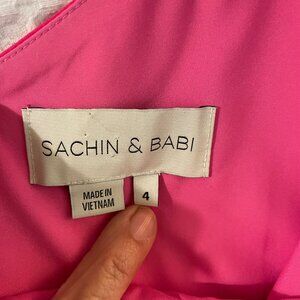 SACHIN & BABI
MADE IN
VIETNAM
4